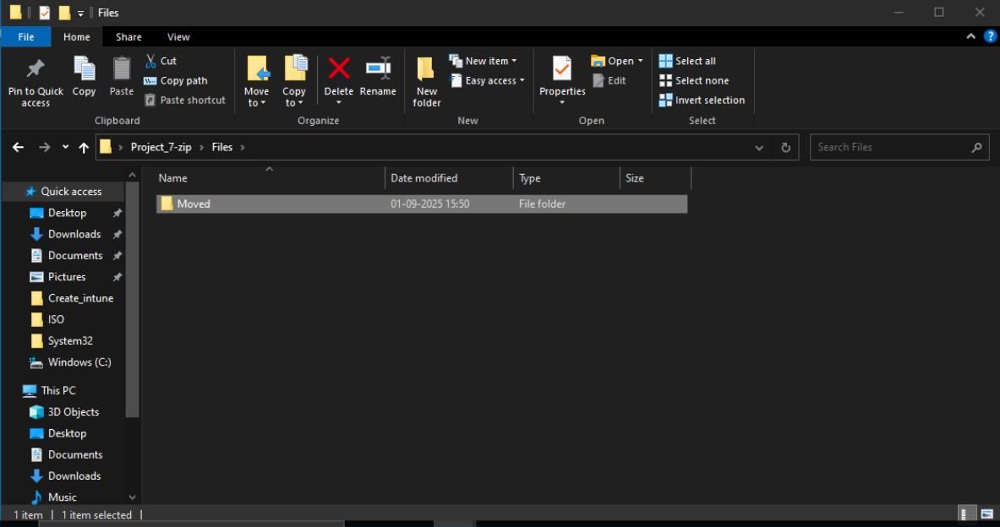 Files
File Home Share View
Pin to Quick access
Copy
Paste
Cut
Copy path
Paste shortcut
Clipboard
Move to
Copy to
Delete
Rename
Organize
New folder
New item
Easy access
New
Properties
Open
Edit
Open
Select all
Select none
Invert selection
Select
Project_7-zip > Files >
Search Files
Name Date modified Type Size
Moved 01-09-2025 15:50 File folder
Quick access
Desktop
Downloads
Documents
Pictures
Create_intune
ISO
System32
Windows (C:)
This PC
3D Objects
Desktop
Documents
Downloads
Music
1 item | 1 item selected |